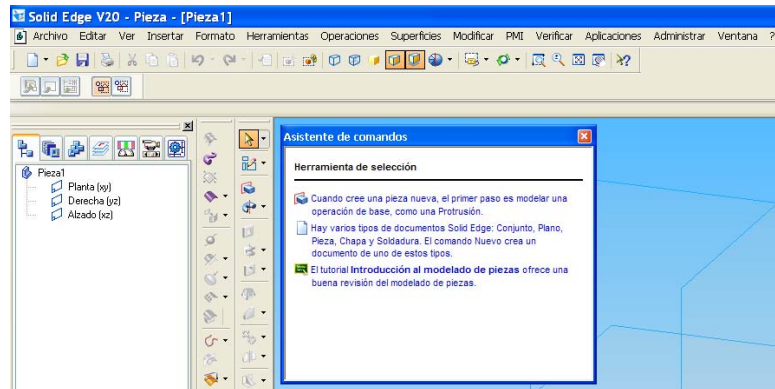 Solid Edge V20 - Pieza - [Pieza1]
Archivo Editar Ver Insertar Formato Herramientas Operaciones Superficies Modificar PMI Verificar Aplicaciones Administrar Ventana ?
Pieza1
Planta (xy)
Derecha (yz)
Alzado (xz)
Asistente de comandos
Herramienta de selección
Cuando cree una pieza nueva, el primer paso es modelar una
operación de base, como una Protrusión.
Hay varios tipos de documentos Solid Edge: Conjunto, Plano,
Pieza, Chapa y Soldadura. El comando Nuevo crea un
documento de uno de estos tipos.
El tutorial Introducción al modelado de piezas ofrece una
buena revisión del modelado de piezas.